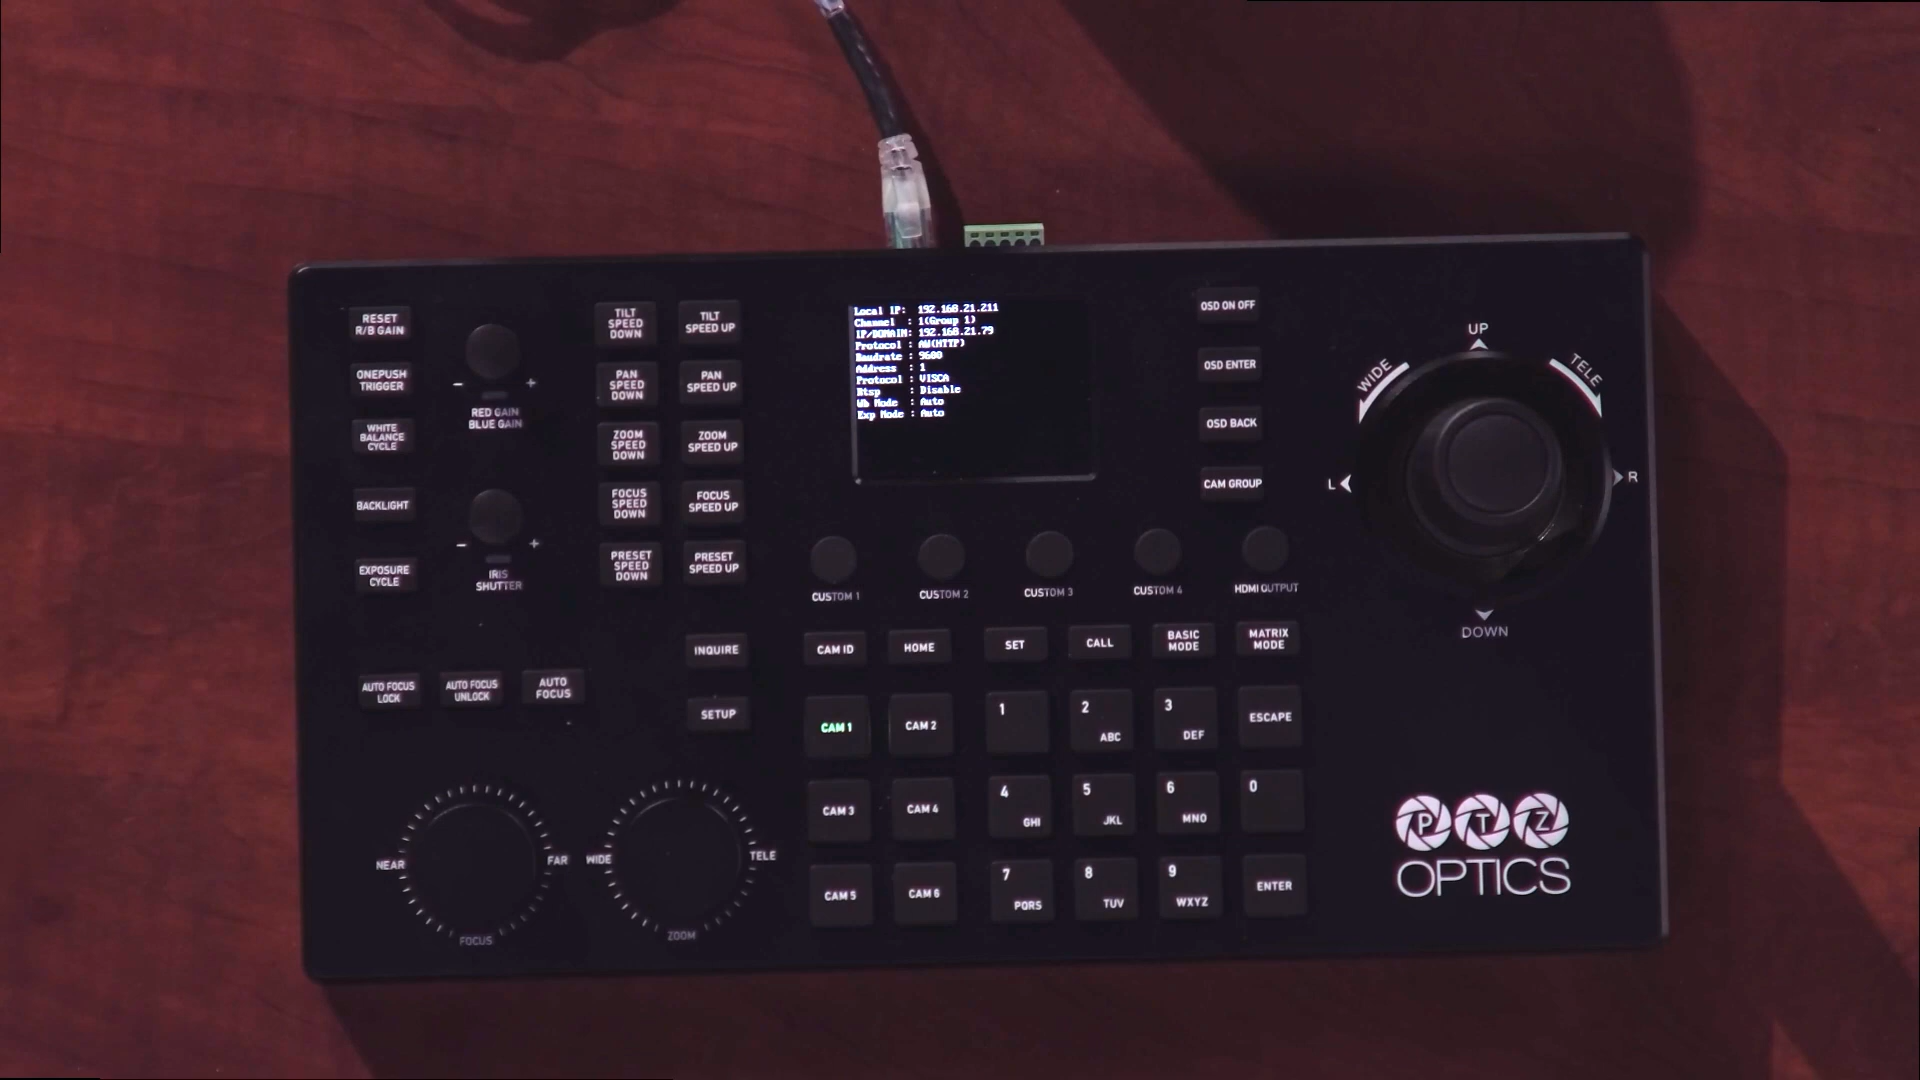 RESET
R/B GAIN
ONEPUSH
TRIGGER
WHITE
BALANCE
CYCLE
BACKLIGHT
EXPOSURE
CYCLE
- +
RED GAIN
BLUE GAIN
- +
IRIS
SHUTTER
TILT
SPEED
DOWN
TILT
SPEED UP
PAN
SPEED
DOWN
PAN
SPEED UP
ZOOM
SPEED
DOWN
ZOOM
SPEED UP
FOCUS
SPEED
DOWN
FOCUS
SPEED UP
PRESET
SPEED
DOWN
PRESET
SPEED UP
Local IP: 192.168.21.211
Channel : 1(Group 1)
IP/DOMAIN: 192.168.21.79
Protocol : AW(HTTP)
Baudrate : 9600
Address : 1
Protocol : VISCA
Rtsp : Disable
Wb Mode : Auto
Exp Mode : Auto
OSD ON OFF
OSD ENTER
OSD BACK
CAM GROUP
UP
WIDE
TELE
L
R
DOWN
CUSTOM 1
CUSTOM 2
CUSTOM 3
CUSTOM 4
HDMI OUTPUT
AUTO FOCUS
LOCK
AUTO FOCUS
UNLOCK
AUTO
FOCUS
INQUIRE
SETUP
CAM ID
HOME
SET
CALL
BASIC
MODE
MATRIX
MODE
CAM 1
CAM 2
1
2
ABC
3
DEF
ESCAPE
CAM 3
CAM 4
4
GHI
5
JKL
6
MNO
0
CAM 5
CAM 6
7
PQRS
8
TUV
9
WXYZ
ENTER
NEAR
FAR
FOCUS
WIDE
TELE
ZOOM
PTZ
OPTICS